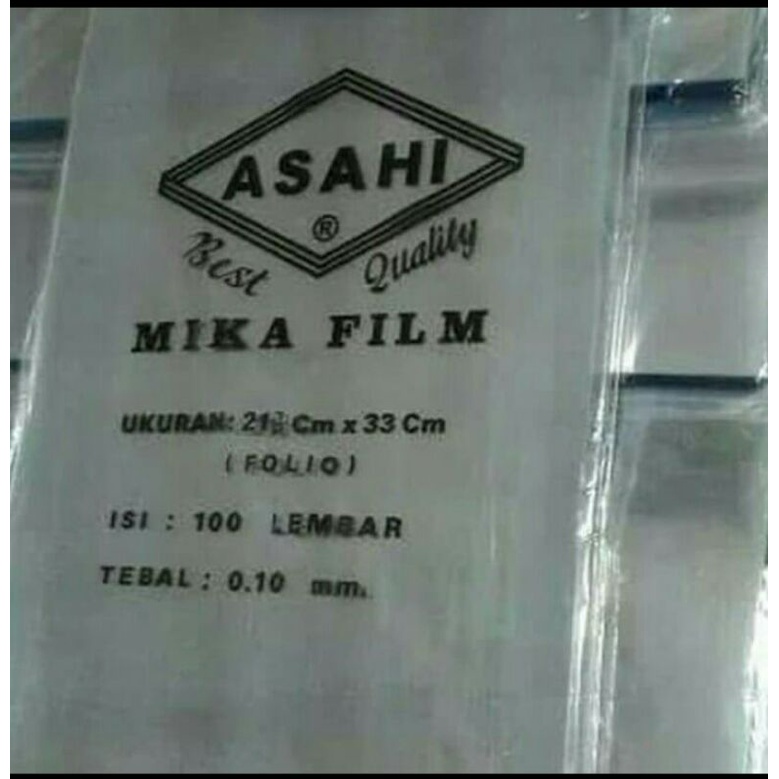 ASAHI
®
Best Quality
MIKA FILM
UKURAN: 21 Cm x 33 Cm
(FOLIO)
ISI : 100 LEMBAR
TEBAL : 0.10 mm.